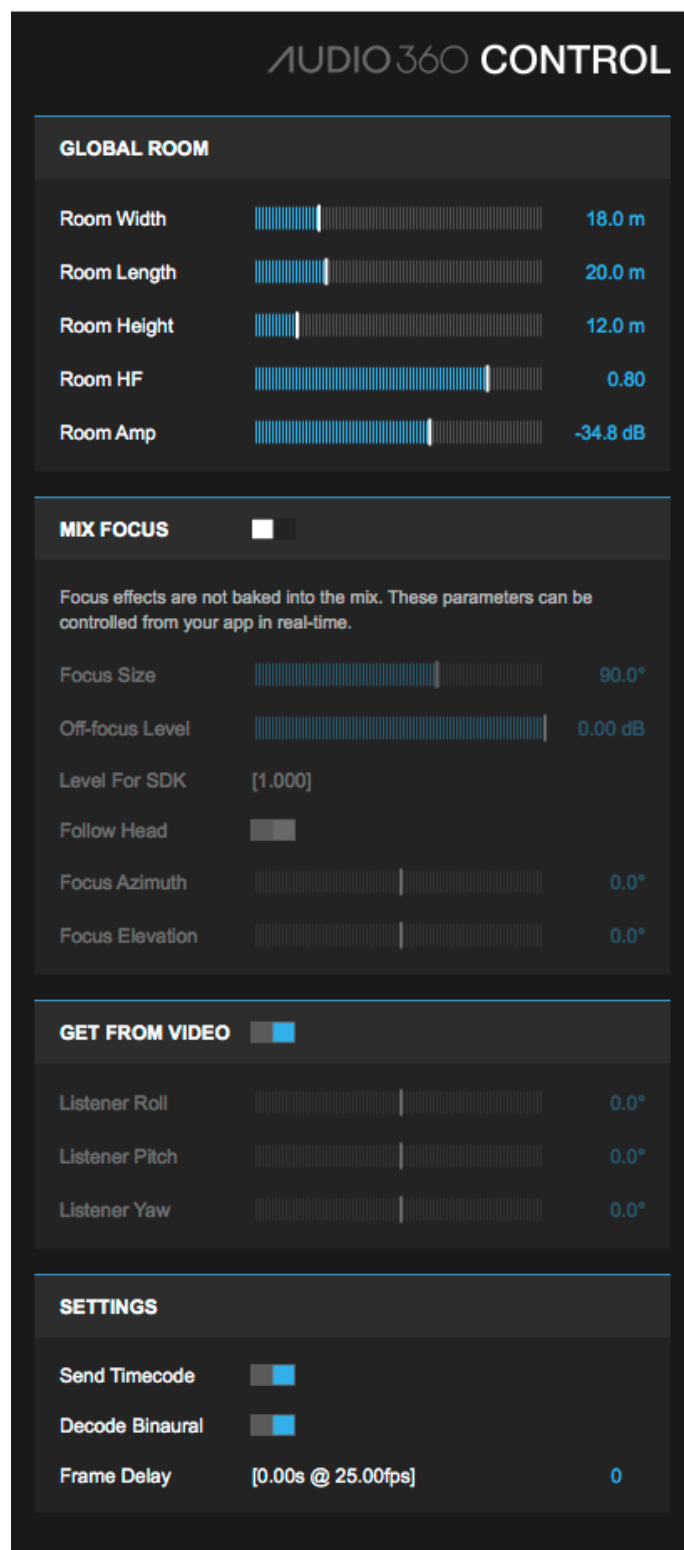 AUDIO360 CONTROL
GLOBAL ROOM
Room Width 18.0 m
Room Length 20.0 m
Room Height 12.0 m
Room HF 0.80
Room Amp -34.8 dB
MIX FOCUS
Focus effects are not baked into the mix. These parameters can be
controlled from your app in real-time.
Focus Size 90.0°
Off-focus Level 0.00 dB
Level For SDK [1.000]
Follow Head
Focus Azimuth 0.0°
Focus Elevation 0.0°
GET FROM VIDEO
Listener Roll 0.0°
Listener Pitch 0.0°
Listener Yaw 0.0°
SETTINGS
Send Timecode
Decode Binaural
Frame Delay [0.00s @ 25.00fps] 0